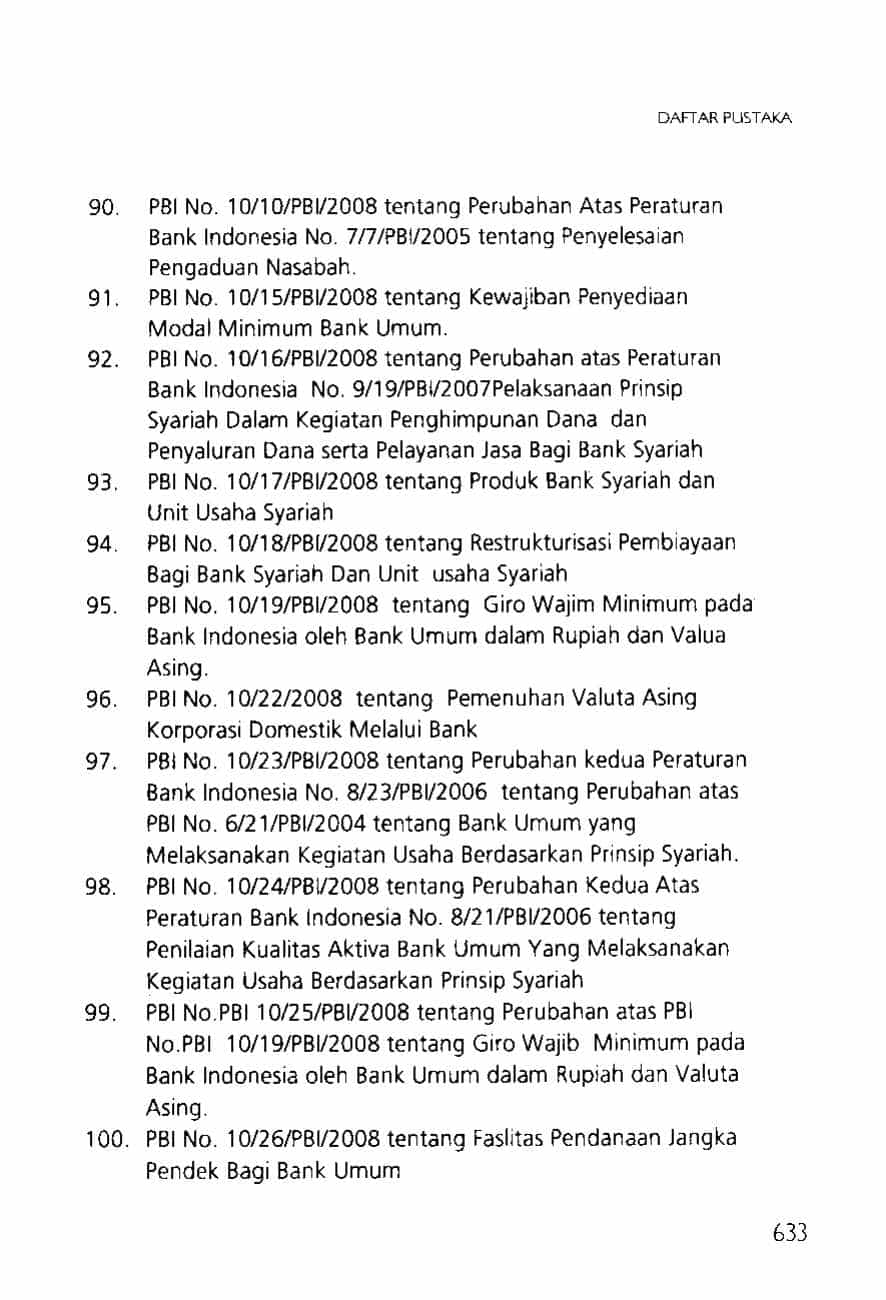 DAFTAR PUSTAKA
90. PBI No. 10/10/PBI/2008 tentang Perubahan Atas Peraturan
Bank Indonesia No. 7/7/PBI/2005 tentang Penyelesaian
Pengaduan Nasabah.
91. PBI No. 10/15/PBI/2008 tentang Kewajiban Penyediaan
Modal Minimum Bank Umum.
92. PBI No. 10/16/PBI/2008 tentang Perubahan atas Peraturan
Bank Indonesia No. 9/19/PBI/2007Pelaksanaan Prinsip
Syariah Dalam Kegiatan Penghimpunan Dana dan
Penyaluran Dana serta Pelayanan Jasa Bagi Bank Syariah
93. PBI No. 10/17/PBI/2008 tentang Produk Bank Syariah dan
Unit Usaha Syariah
94. PBI No. 10/18/PBI/2008 tentang Restrukturisasi Pembiayaan
Bagi Bank Syariah Dan Unit usaha Syariah
95. PBI No. 10/19/PBI/2008 tentang Giro Wajim Minimum pada
Bank Indonesia oleh Bank Umum dalam Rupiah dan Valua
Asing.
96. PBI No. 10/22/2008 tentang Pemenuhan Valuta Asing
Korporasi Domestik Melalui Bank
97. PBI No. 10/23/PBI/2008 tentang Perubahan kedua Peraturan
Bank Indonesia No. 8/23/PBI/2006 tentang Perubahan atas
PBI No. 6/21/PBI/2004 tentang Bank Umum yang
Melaksanakan Kegiatan Usaha Berdasarkan Prinsip Syariah.
98. PBI No. 10/24/PBI/2008 tentang Perubahan Kedua Atas
Peraturan Bank Indonesia No. 8/21/PBI/2006 tentang
Penilaian Kualitas Aktiva Bank Umum Yang Melaksanakan
Kegiatan Usaha Berdasarkan Prinsip Syariah
99. PBI No.PBI 10/25/PBI/2008 tentang Perubahan atas PBI
No.PBI 10/19/PBI/2008 tentang Giro Wajib Minimum pada
Bank Indonesia oleh Bank Umum dalam Rupiah dan Valuta
Asing.
100. PBI No. 10/26/PBI/2008 tentang Faslitas Pendanaan Jangka
Pendek Bagi Bank Umum
633